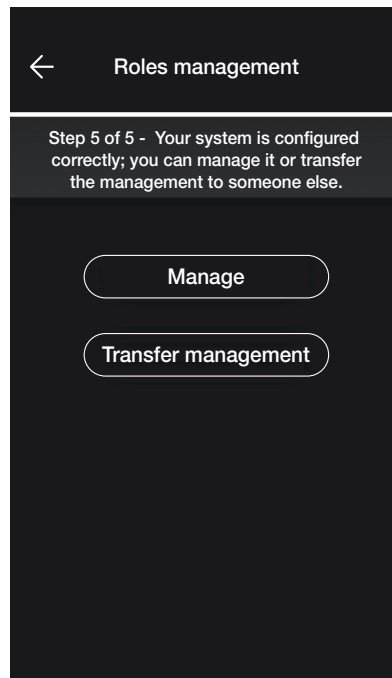 Roles management
Step 5 of 5 - Your system is configured
correctly; you can manage it or transfer
the management to someone else.
Manage
Transfer management